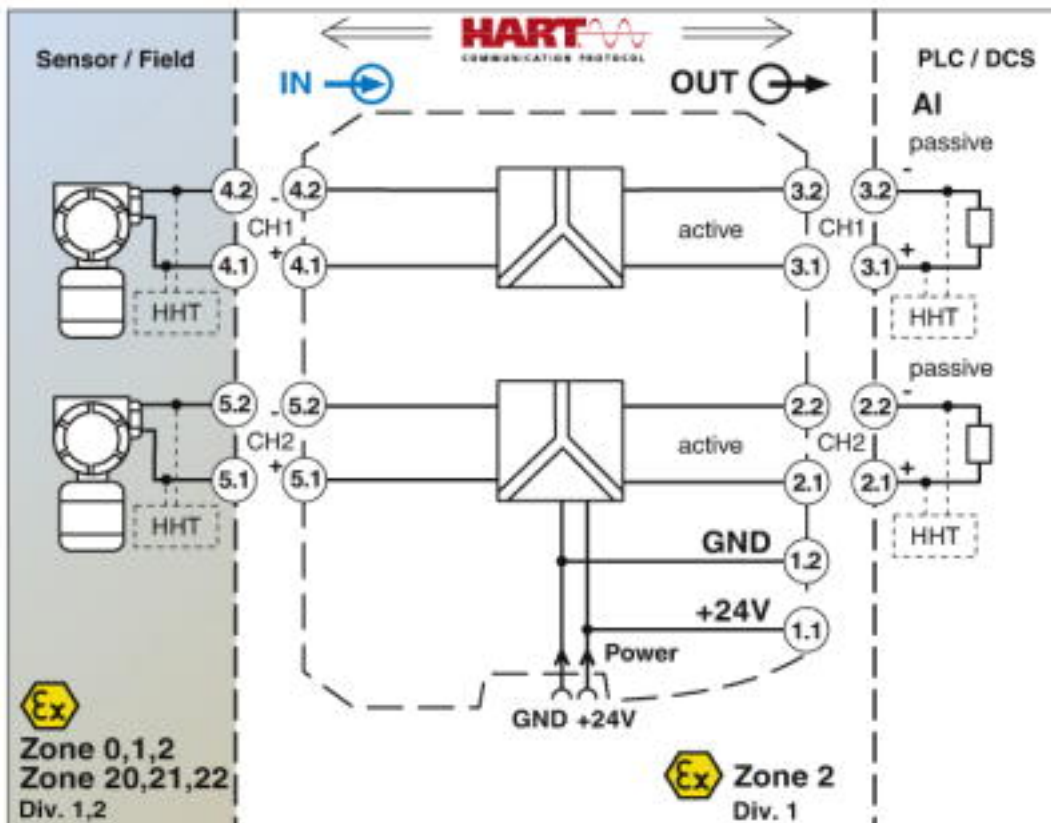 HART
COMMUNICATION PROTOCOL
Sensor / Field
PLC / DCS
IN
OUT
AI
passive
4.2
4.2
3.2
3.2
-
-
CH1
active
CH1
+
+
4.1
4.1
3.1
3.1
HHT
HHT
passive
5.2
5.2
2.2
2.2
-
-
CH2
active
CH2
+
+
5.1
5.1
2.1
2.1
HHT
HHT
GND
1.2
+24V
1.1
Power
GND +24V
Ex
Zone 0,1,2
Zone 20,21,22
Div. 1,2
Ex
Zone 2
Div. 1